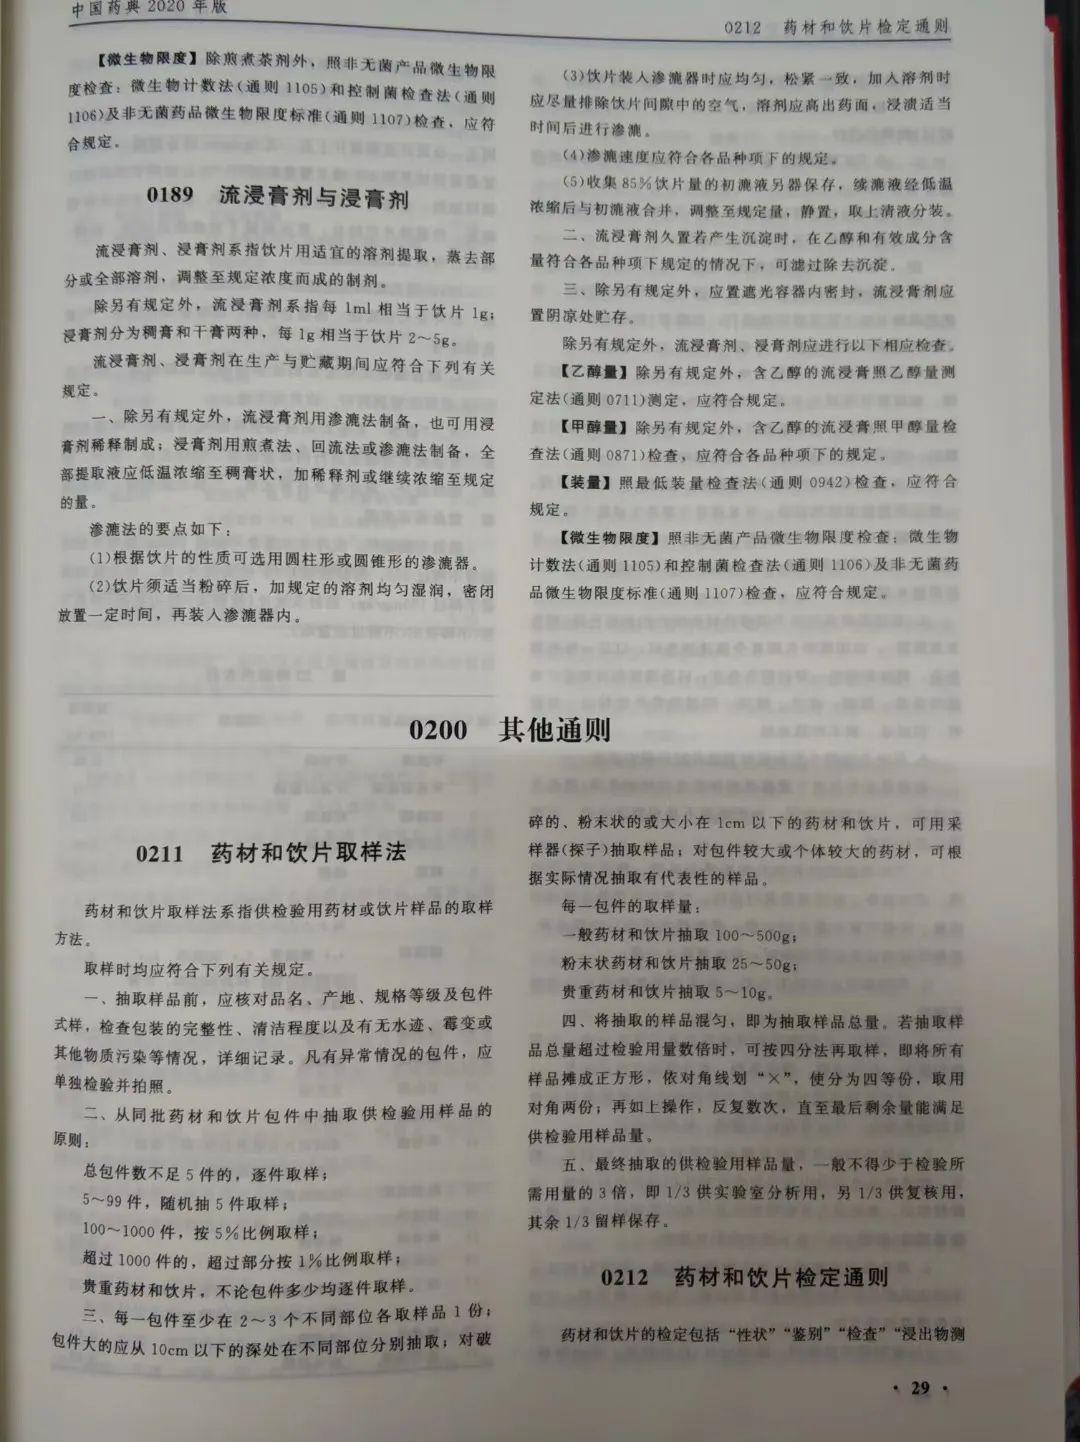 中国药典 2020 年版
0212 药材和饮片检定通则
【微生物限度】除煎煮茶剂外，照非无菌产品微生物限
度检查：微生物计数法(通则 1105)和控制菌检查法(通则
1106)及非无菌药品微生物限度标准(通则 1107)检查，应符
合规定。
0189 流浸膏剂与浸膏剂
流浸膏剂、浸膏剂系指饮片用适宜的溶剂提取，蒸去部
分或全部溶剂，调整至规定浓度而成的制剂。
除另有规定外，流浸膏剂系指每 1ml 相当于饮片 1g；
浸膏剂分为稠膏和干膏两种，每 1g 相当于饮片 2～5g。
流浸膏剂、浸膏剂在生产与贮藏期间应符合下列有关
规定。
一、除另有规定外，流浸膏剂用渗漉法制备，也可用浸
膏剂稀释制成；浸膏剂用煎煮法、回流法或渗漉法制备，全
部提取液应低温浓缩至稠膏状，加稀释剂或继续浓缩至规定
的量。
渗漉法的要点如下：
(1)根据饮片的性质可选用圆柱形或圆锥形的渗漉器。
(2)饮片须适当粉碎后，加规定的溶剂均匀湿润，密闭
放置一定时间，再装入渗漉器内。
(3)饮片装入渗漉器时应均匀，松紧一致，加入溶剂时
应尽量排除饮片间隙中的空气，溶剂应高出药面，浸渍适当
时间后进行渗漉。
(4)渗漉速度应符合各品种项下的规定。
(5)收集 85％饮片量的初漉液另器保存，续漉液经低温
浓缩后与初漉液合并，调整至规定量，静置，取上清液分装。
二、流浸膏剂久置若产生沉淀时，在乙醇和有效成分含
量符合各品种项下规定的情况下，可滤过除去沉淀。
三、除另有规定外，应置遮光容器内密封，流浸膏剂应
置阴凉处贮存。
除另有规定外，流浸膏剂、浸膏剂应进行以下相应检查。
【乙醇量】除另有规定外，含乙醇的流浸膏照乙醇量测
定法(通则 0711)测定，应符合规定。
【甲醇量】除另有规定外，含乙醇的流浸膏照甲醇量检
查法(通则 0871)检查，应符合各品种项下的规定。
【装量】照最低装量检查法(通则 0942)检查，应符合
规定。
【微生物限度】照非无菌产品微生物限度检查：微生物
计数法(通则 1105)和控制菌检查法(通则 1106)及非无菌药
品微生物限度标准(通则 1107)检查，应符合规定。
0200 其他通则
0211 药材和饮片取样法
药材和饮片取样法系指供检验用药材或饮片样品的取样
方法。
取样时均应符合下列有关规定。
一、抽取样品前，应核对品名、产地、规格等级及包件
式样，检查包装的完整性、清洁程度以及有无水迹、霉变或
其他物质污染等情况，详细记录。凡有异常情况的包件，应
单独检验并拍照。
二、从同批药材和饮片包件中抽取供检验用样品的
原则：
总包件数不足 5 件的，逐件取样；
5～99 件，随机抽 5 件取样；
100～1000 件，按 5％比例取样；
超过 1000 件的，超过部分按 1％比例取样；
贵重药材和饮片，不论包件多少均逐件取样。
三、每一包件至少在 2～3 个不同部位各取样品 1 份；
包件大的应从 10cm 以下的深处在不同部位分别抽取；对破
碎的、粉末状的或大小在 1cm 以下的药材和饮片，可用采
样器(探子)抽取样品；对包件较大或个体较大的药材，可根
据实际情况抽取有代表性的样品。
每一包件的取样量：
一般药材和饮片抽取 100～500g；
粉末状药材和饮片抽取 25～50g；
贵重药材和饮片抽取 5～10g。
四、将抽取的样品混匀，即为抽取样品总量。若抽取样
品总量超过检验用量数倍时，可按四分法再取样，即将所有
样品摊成正方形，依对角线划“×”，使分为四等份，取用
对角两份；再如上操作，反复数次，直至最后剩余量能满足
供检验用样品量。
五、最终抽取的供检验用样品量，一般不得少于检验所
需用量的 3 倍，即 1/3 供实验室分析用，另 1/3 供复核用，
其余 1/3 留样保存。
0212 药材和饮片检定通则
药材和饮片的检定包括“性状”“鉴别”“检查”“浸出物测
· 29 ·